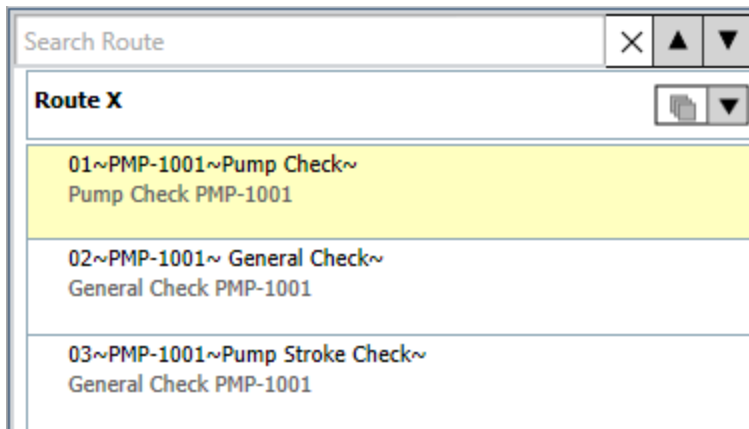 Search Route
Route X
01~PMP-1001~Pump Check~
Pump Check PMP-1001
02~PMP-1001~ General Check~
General Check PMP-1001
03~PMP-1001~Pump Stroke Check~
General Check PMP-1001